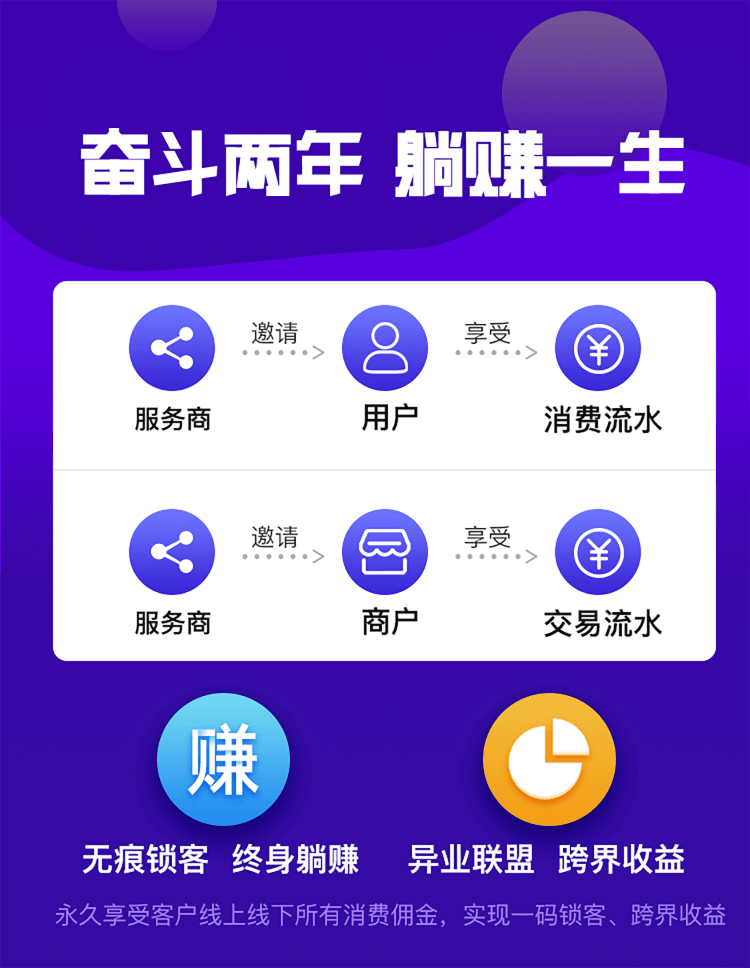 奋斗两年 躺赚一生
邀请 享受
服务商 用户 消费流水
邀请 享受
服务商 商户 交易流水
赚
无痕锁客 终身躺赚 异业联盟 跨界收益
永久享受客户线上线下所有消费佣金，实现一码锁客、跨界收益